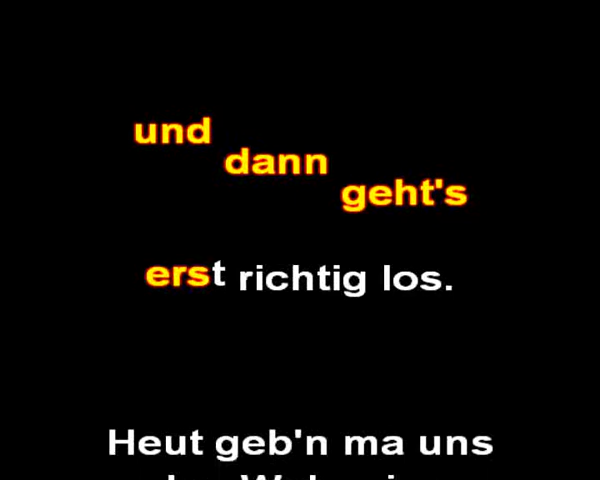 und dann geht's
erst richtig los.
Heut geb'n ma uns